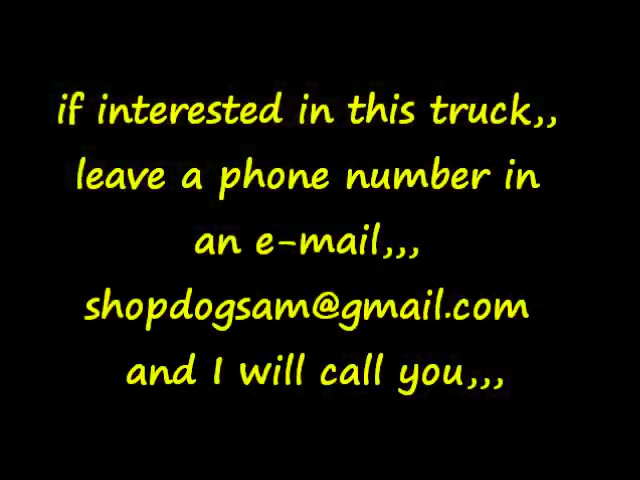 if interested in this truck,,
leave a phone number in
an e-mail,,,
shopdogsam@gmail.com
and I will call you,,,